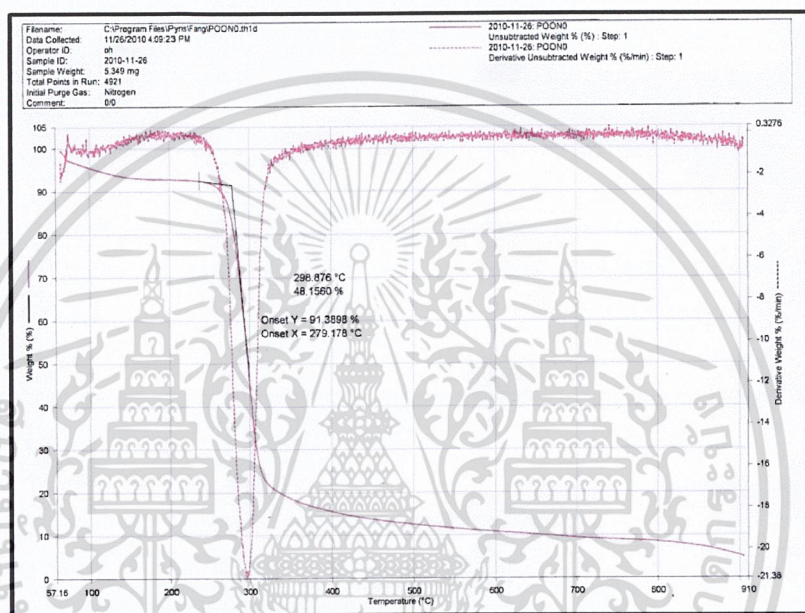 Filename: C:\Program Files\Pyris\Fang\POQN0.th1d
Data Collected: 11/26/2010 4:09:23 PM
Operator ID: oh
Sample ID: 2010-11-26
Sample Weight: 5.349 mg
Total Points in Run: 4921
Initial Purge Gas: Nitrogen
Comment: 0/0
2010-11-26: POQN0
Unsubtracted Weight % (%) : Step: 1
2010-11-26: POQN0
Derivative Unsubtracted Weight % (%/min) : Step: 1
105
100
90
80
70
60
50
40
30
20
10
0
Weight % (%)
298.876 °C
48.1560 %
Onset Y = 91.3898 %
Onset X = 279.178 °C
0.3276
-2
-4
-6
-8
-10
-12
-14
-16
-18
-20
-21.38
Derivative Weight % (%/min)
57.16 100 200 300 400 500 600 700 800 910
Temperature (°C)